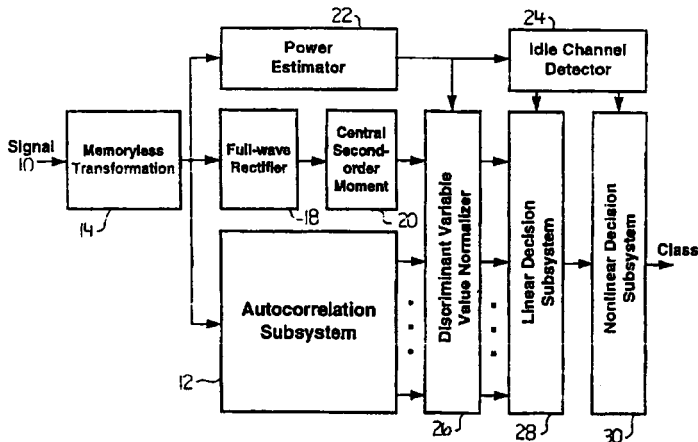 22
24
Power
Estimator
Idle Channel
Detector
Signal
10
Memoryless
Transformation
14
Full-wave
Rectifier
18
Central
Second-
order
Moment
20
Autocorrelation
Subsystem
12
Discriminant Variable
Value Normalizer
26
Linear Decision
Subsystem
28
Nonlinear Decision
Subsystem
30
Class